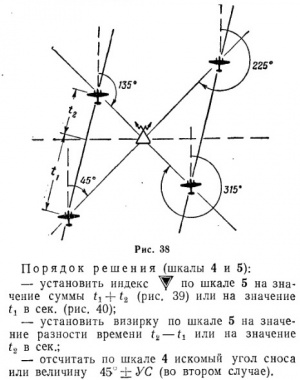 135°
225°
t₂
t₁
45°
315°
Рис. 38
Порядок решения (шкалы 4 и 5):
— установить индекс по шкале 5 на зна-
чение суммы t₁ + t₂ (рис. 39) или на значение
t₁ в сек. (рис. 40);
— установить визирку по шкале 5 на значе-
ние разности времени t₂ — t₁ или на значение
t₂ в сек.;
— отсчитать по шкале 4 искомый угол сноса
или величину 45° ± УС (во втором случае).